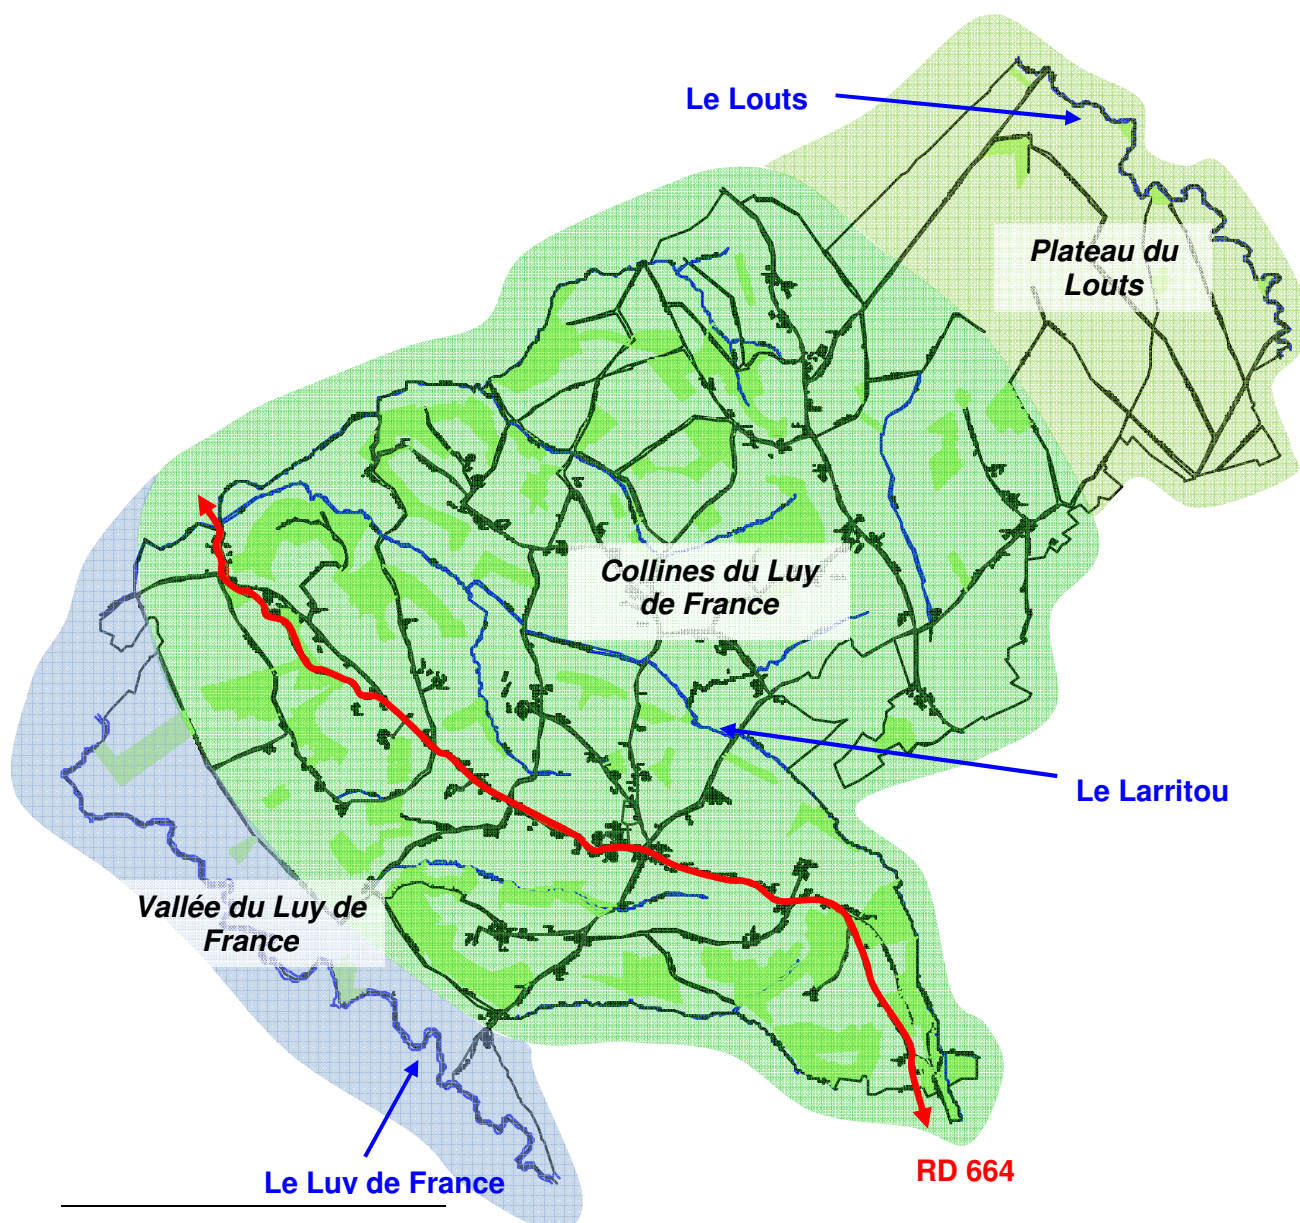 Le Louts
Plateau du
Louts
Collines du Luy
de France
Le Larritou
Vallée du Luy de
France
RD 664
Le Luy de France